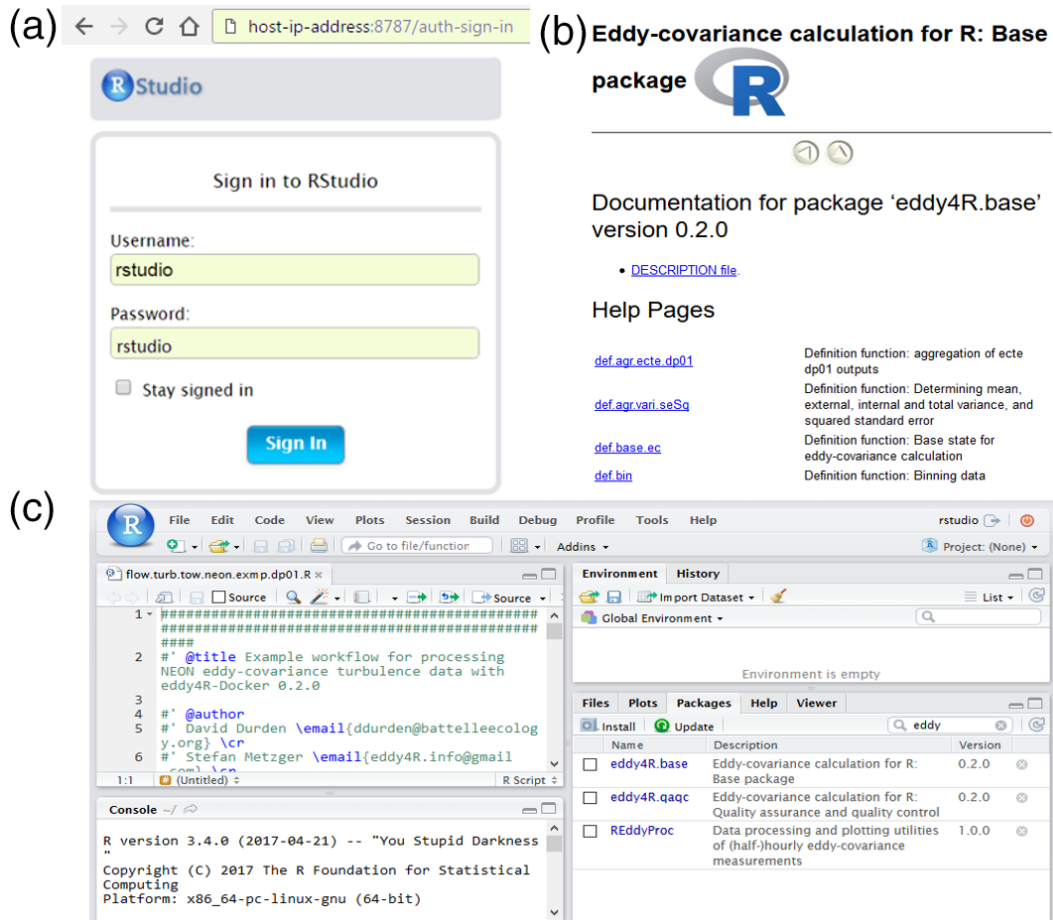 (a)
host-ip-address:8787/auth-sign-in
R Studio
Sign in to RStudio
Username:
rstudio
Password:
rstudio
Stay signed in
Sign In
(b)
Eddy-covariance calculation for R: Base
package R
Documentation for package ‘eddy4R.base’
version 0.2.0
• DESCRIPTION file.
Help Pages
def.agr.ecte.dp01 Definition function: aggregation of ecte
dp01 outputs
def.agr.vari.seSq Definition function: Determining mean,
external, internal and total variance, and
squared standard error
def.base.ec Definition function: Base state for
eddy-covariance calculation
def.bin Definition function: Binning data
(c)
R File Edit Code View Plots Session Build Debug Profile Tools Help rstudio
Go to file/function Addins Project: (None)
flow.turb.tow.neon.exmp.dp01.R
Source Source
1 #############################################
#############################################
####
2 #' @title Example workflow for processing
NEON eddy-covariance turbulence data with
eddy4R-Docker 0.2.0
3
4 #' @author
5 #' David Durden \email{ddurden@battelleecolog
y.org} \cr
6 #' Stefan Metzger \email{eddy4R.info@gmail
.com} \cr
1:1 (Untitled) R Script
Console ~/
R version 3.4.0 (2017-04-21) -- "You Stupid Darkness
"
Copyright (C) 2017 The R Foundation for Statistical
Computing
Platform: x86_64-pc-linux-gnu (64-bit)
Environment History
Import Dataset List
Global Environment
Environment is empty
Files Plots Packages Help Viewer
Install Update eddy
Name Description Version
eddy4R.base Eddy-covariance calculation for R: 0.2.0
Base package
eddy4R.qaqc Eddy-covariance calculation for R: 0.2.0
Quality assurance and quality control
REddyProc Data processing and plotting utilities 1.0.0
of (half-)hourly eddy-covariance
measurements